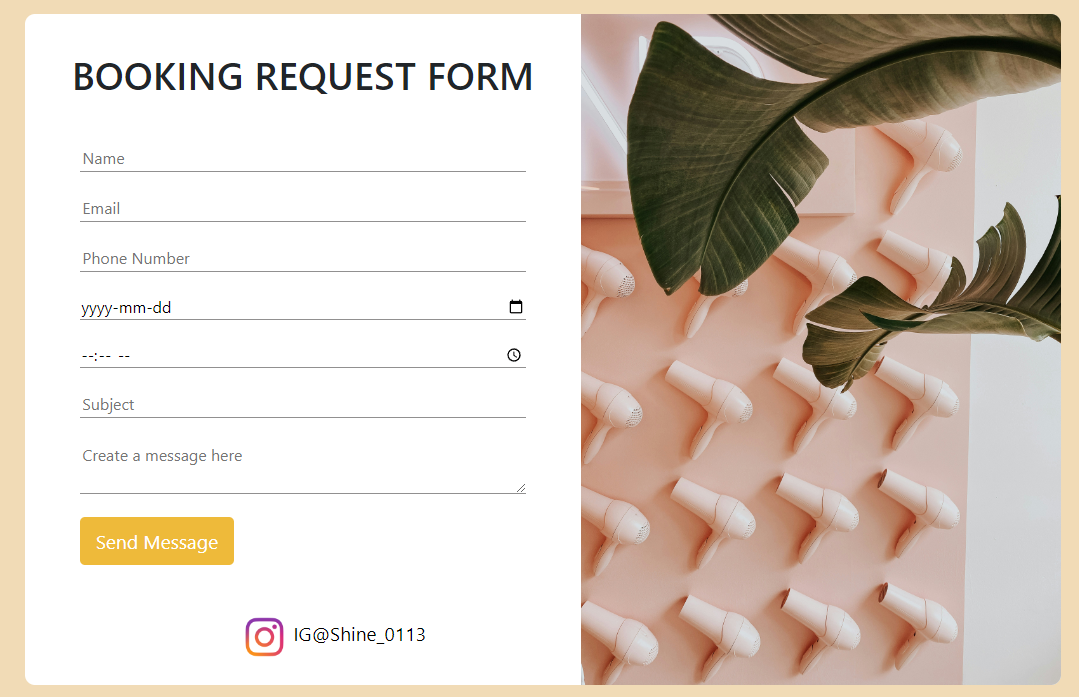 BOOKING REQUEST FORM
Name
Email
Phone Number
yyyy-mm-dd
--:-- --
Subject
Create a message here
Send Message
IG@Shine_0113